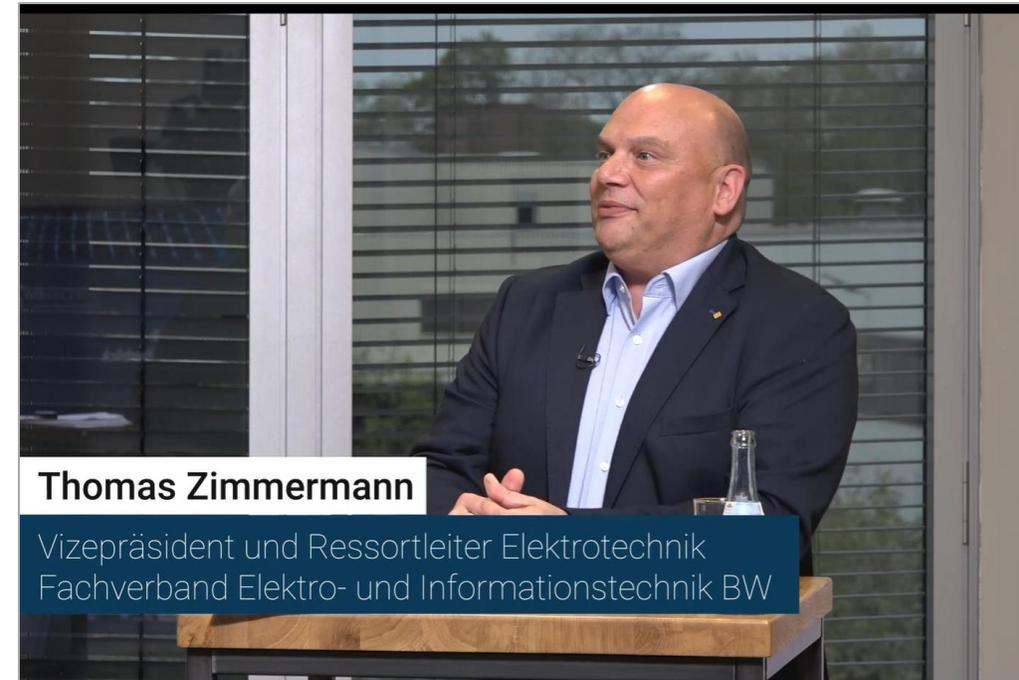 Thomas Zimmermann
Vizepräsident und Ressortleiter Elektrotechnik
Fachverband Elektro- und Informationstechnik BW